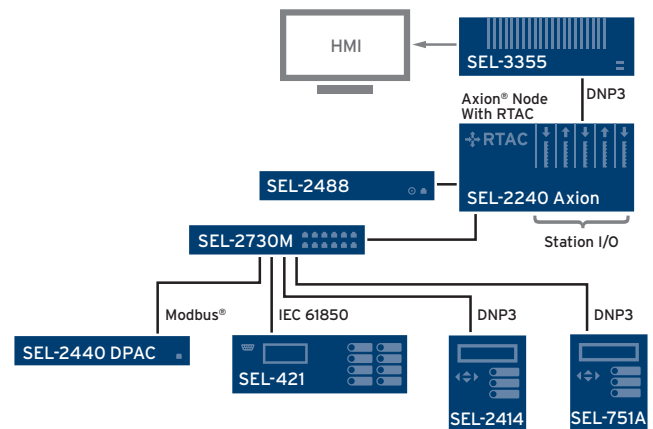 HMI
SEL-3355
DNP3
Axion® Node
With RTAC
RTAC
SEL-2240 Axion
SEL-2488
Station I/O
SEL-2730M
Modbus®
IEC 61850
DNP3
DNP3
SEL-2440 DPAC
SEL-421
SEL-2414
SEL-751A